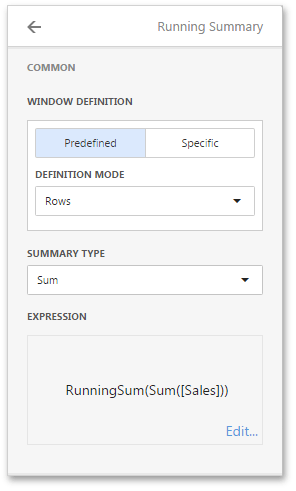 Running Summary
COMMON
WINDOW DEFINITION
Predefined Specific
DEFINITION MODE
Rows
SUMMARY TYPE
Sum
EXPRESSION
RunningSum(Sum([Sales]))
Edit...